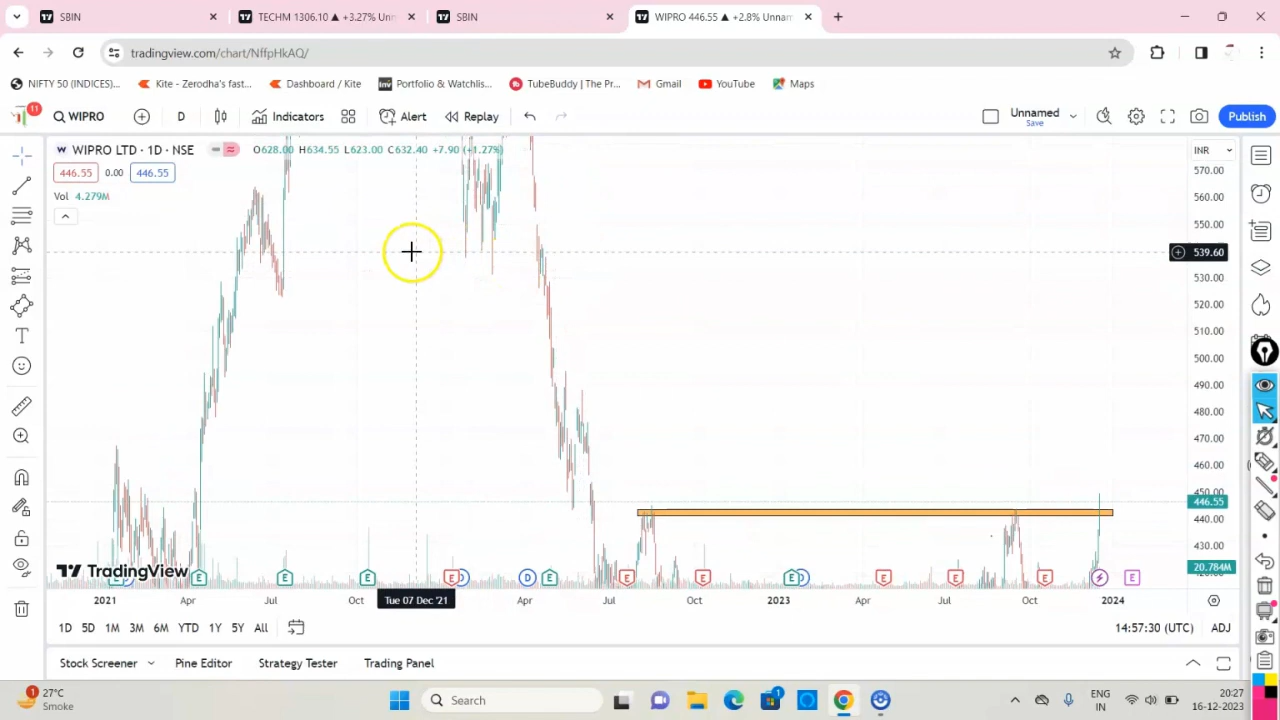 SBIN
TECHM 1306.10 ▲ +3.27% Unn
SBIN
WIPRO 446.55 ▲ +2.8% Unnam
tradingview.com/chart/NffpHkAQ/
NIFTY 50 (INDICES)...
Kite - Zerodha's fast...
Dashboard / Kite
Portfolio & Watchlis...
TubeBuddy | The Pr...
Gmail
YouTube
Maps
11
WIPRO
D
Indicators
Alert
Replay
Unnamed
Save
Publish
WIPRO LTD · 1D · NSE
O628.00 H634.55 L623.00 C632.40 +7.90 (+1.27%)
INR
446.55 0.00 446.55
Vol 4.279M
570.00
560.00
550.00
539.60
530.00
520.00
510.00
500.00
490.00
480.00
470.00
460.00
450.00
446.55
440.00
430.00
20.784M
TradingView
E E E E E D D E E E E D E E E E
2021 Apr Jul Oct Tue 07 Dec '21 Apr Jul Oct 2023 Apr Jul Oct 2024
1D 5D 1M 3M 6M YTD 1Y 5Y All
14:57:30 (UTC) ADJ
Stock Screener Pine Editor Strategy Tester Trading Panel
1
27°C
Smoke
Search
1
ENG
IN
20:27
16-12-2023